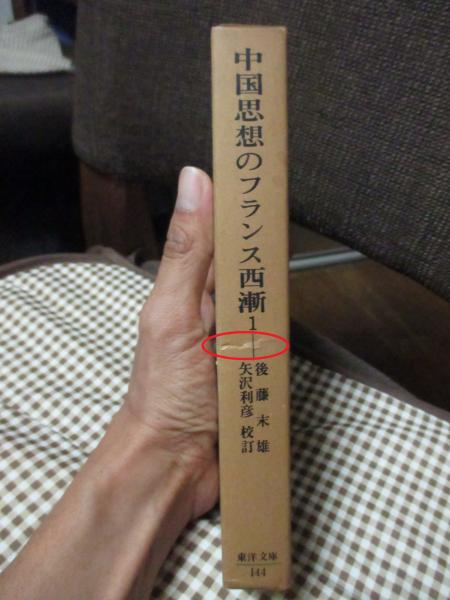 中国思想のフランス西漸1
後藤末雄
矢沢利彦 校訂
東洋文庫
144